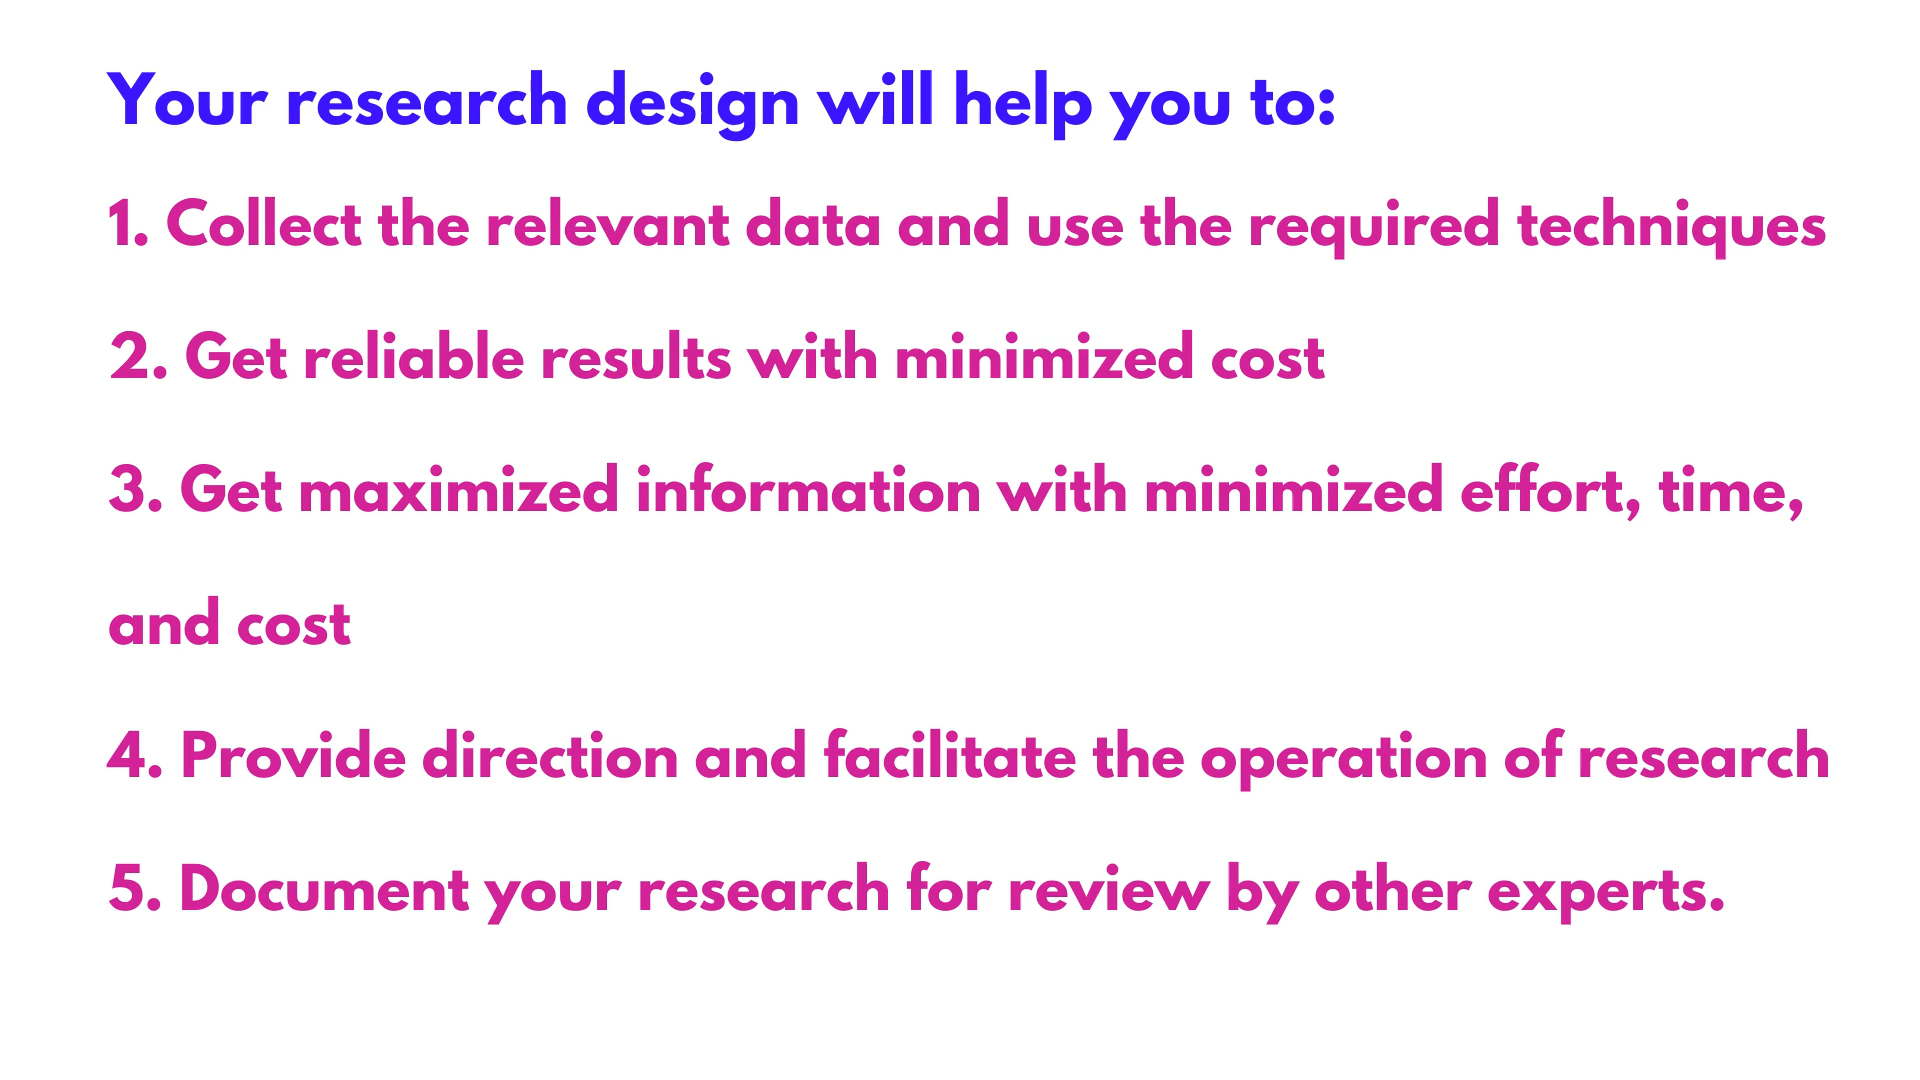 Your research design will help you to:
1. Collect the relevant data and use the required techniques
2. Get reliable results with minimized cost
3. Get maximized information with minimized effort, time,
and cost
4. Provide direction and facilitate the operation of research
5. Document your research for review by other experts.